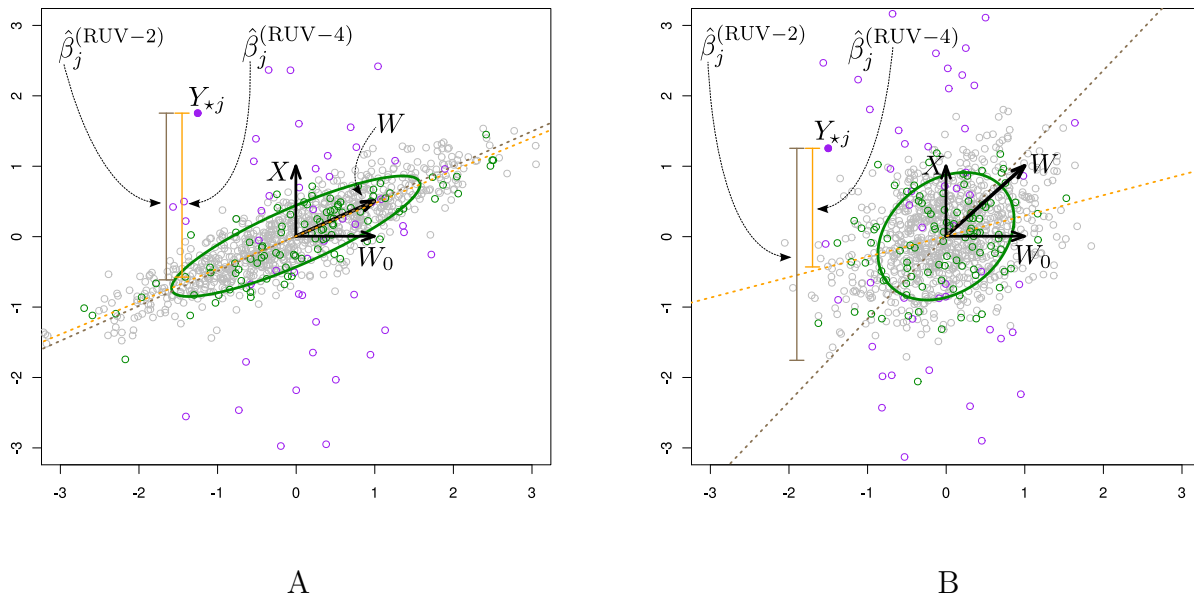 β̂_j^(RUV−2)
β̂_j^(RUV−4)
Y_⋆j
W
X
W_0
3
2
1
0
-1
-2
-3
-3 -2 -1 0 1 2 3
A
β̂_j^(RUV−2)
β̂_j^(RUV−4)
Y_⋆j
X
W
W_0
3
2
1
0
-1
-2
-3
-3 -2 -1 0 1 2 3
B